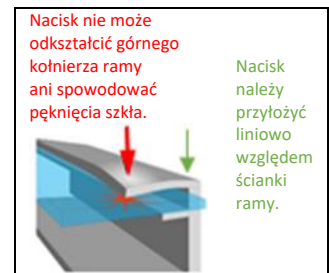 Nacisk nie może
odkształcić górnego
kołnierza ramy
ani spowodować
pęknięcia szkła.
Nacisk
należy
przyłożyć
liniowo
względem
ścianki
ramy.